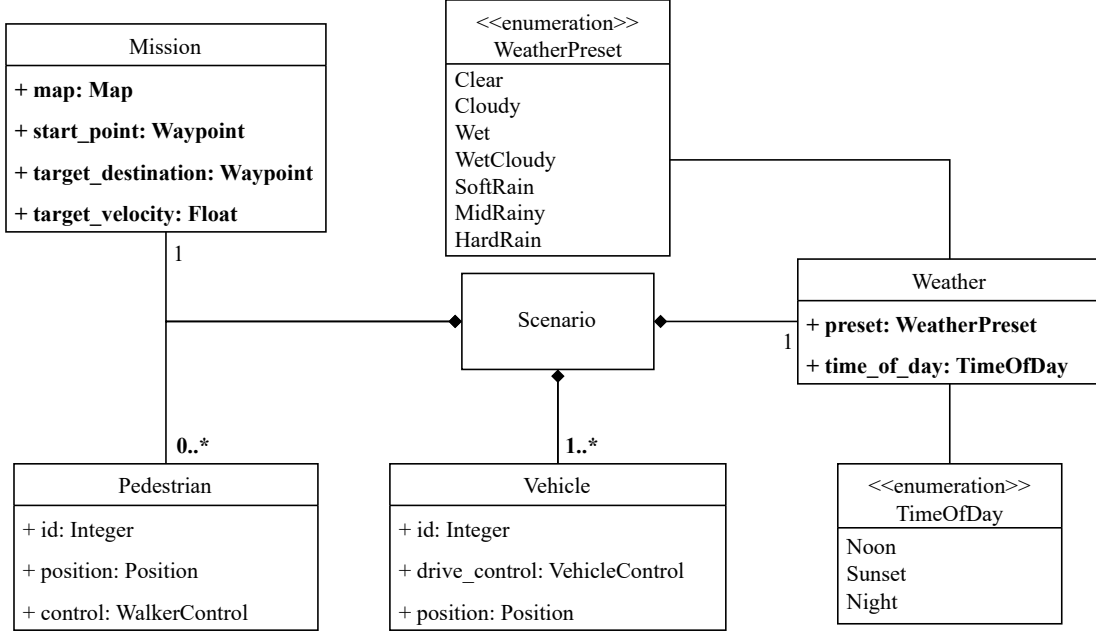 Mission
+ map: Map
+ start_point: Waypoint
+ target_destination: Waypoint
+ target_velocity: Float
<<enumeration>>
WeatherPreset
Clear
Cloudy
Wet
WetCloudy
SoftRain
MidRainy
HardRain
1
Scenario
Weather
+ preset: WeatherPreset
+ time_of_day: TimeOfDay
1
0..*
1..*
Pedestrian
+ id: Integer
+ position: Position
+ control: WalkerControl
Vehicle
+ id: Integer
+ drive_control: VehicleControl
+ position: Position
<<enumeration>>
TimeOfDay
Noon
Sunset
Night